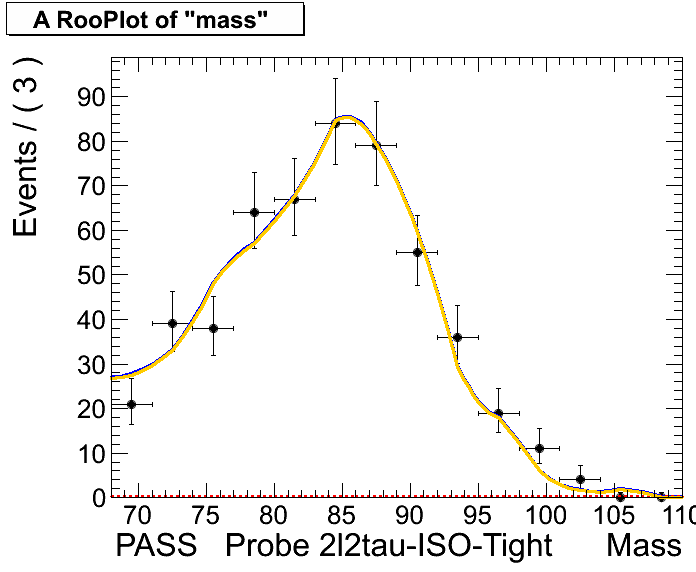 A RooPlot of "mass"
Events / ( 3 )
90
80
70
60
50
40
30
20
10
0
70 75 80 85 90 95 100 105 110
PASS Probe 2l2tau-ISO-Tight Mass